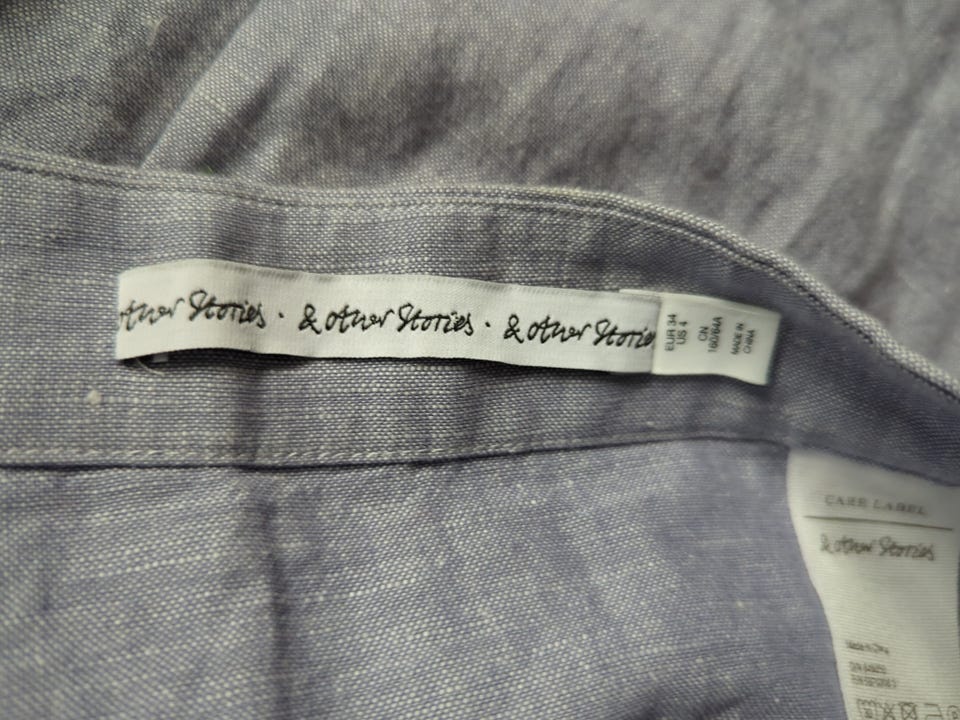 other Stories · & other Stories · & other Stories
EUR 34
US 4
CN
160/64A
MADE IN
CHINA
CARE LABEL
& other Stories
Made in China